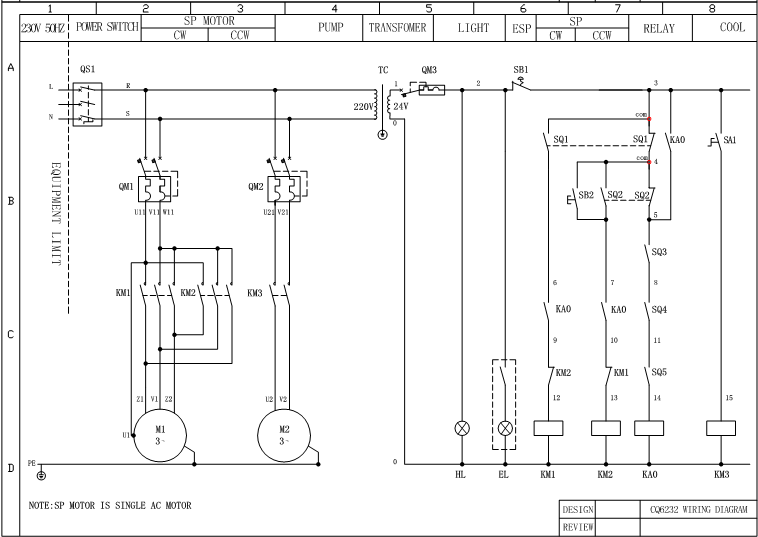 1 2 3 4 5 6 7 8
230V 50HZ POWER SWITCH SP MOTOR PUMP TRANSFOMER LIGHT ESP SP RELAY COOL
CW CCW CW CCW
A
QS1 TC QM3 SB1
L R 1 2 3
220V 24V
N S 0
com
SQ1 SQ1 KA0 SA1
com 4
EQUIPMENT LIMIT
QM1 QM2
B
SB2 SQ2 SQ2
U11 V11 W11 U21 V21 5
SQ3
6 7 8
KM1 KM2 KM3
KA0 KA0 SQ4
C
9 10 11
KM2 KM1 SQ5
Z1 V1 Z2 U2 V2 12 13 14 15
U1 M1 3~ M2 3~
D
PE 0
HL EL KM1 KM2 KA0 KM3
NOTE:SP MOTOR IS SINGLE AC MOTOR
DESIGN CQ6232 WIRING DIAGRAM
REVIEW